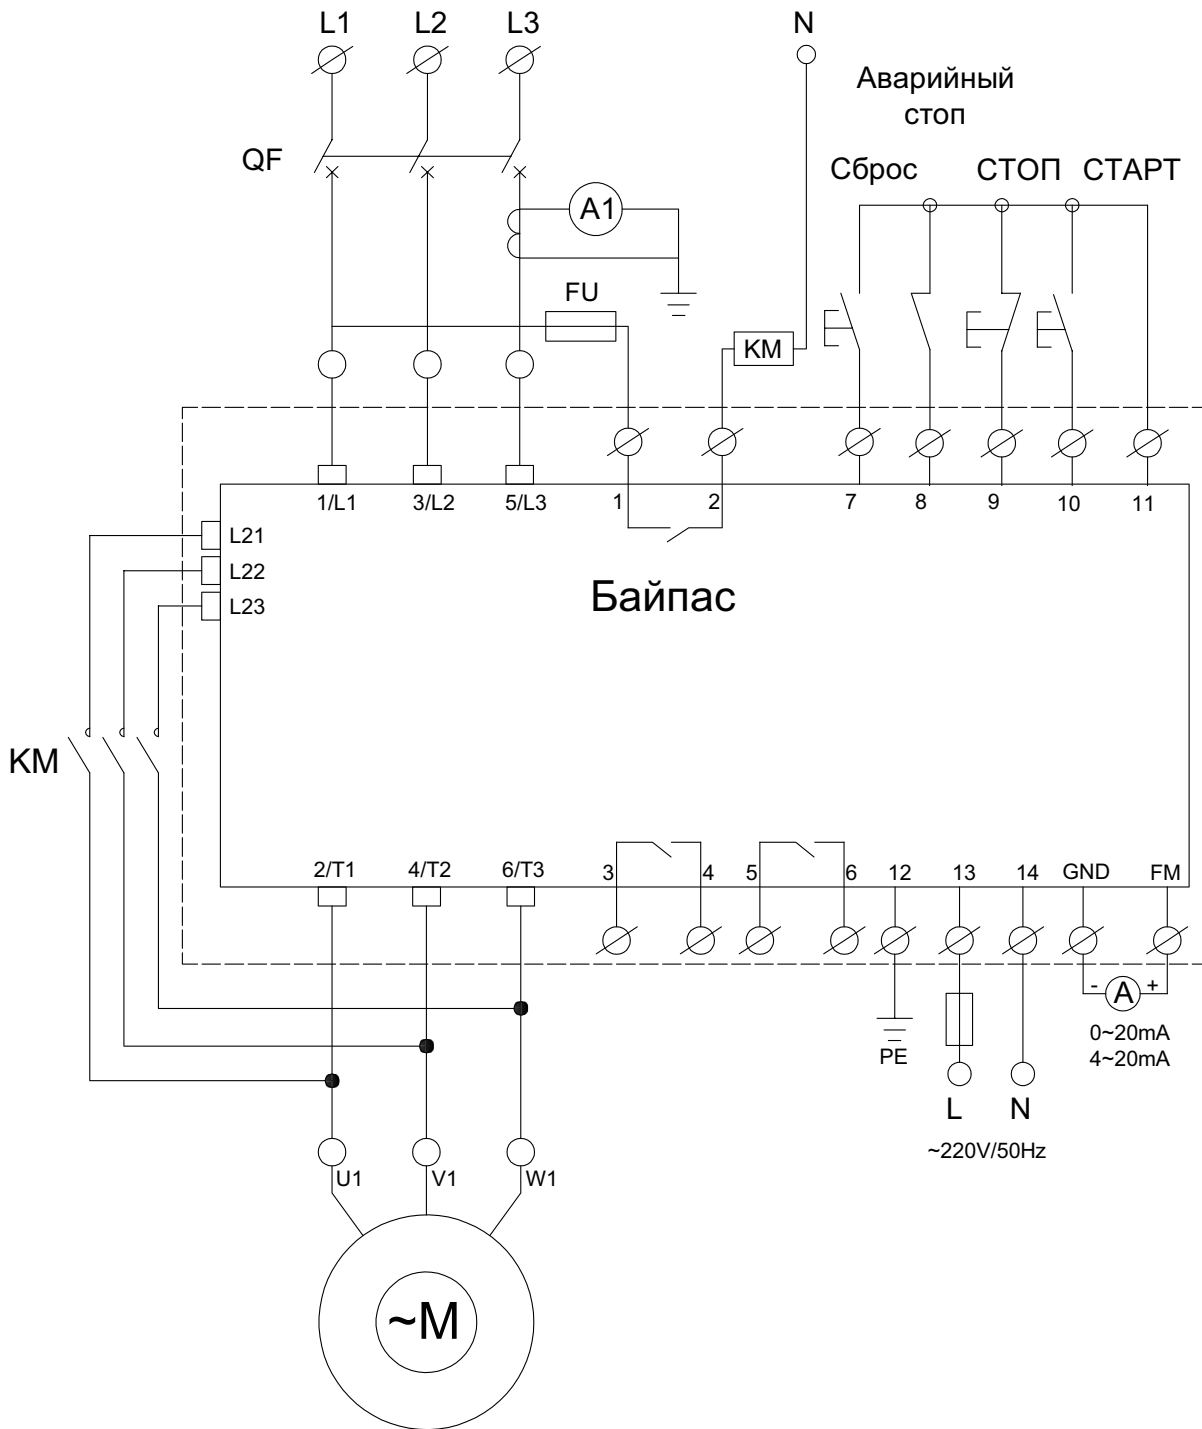 L1 L2 L3 N
Аварийный
стоп
QF
Сброс СТОП СТАРТ
A1
FU
KM
1/L1 3/L2 5/L3 1 2 7 8 9 10 11
L21
L22
L23
Байпас
KM
2/T1 4/T2 6/T3 3 4 5 6 12 13 14 GND FM
- A +
0~20mA
4~20mA
PE
L N
~220V/50Hz
U1 V1 W1
~M